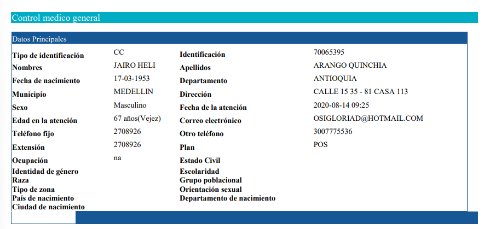 Control medico general
Datos Principales
Tipo de identificación CC Identificación 70065395
Nombres JAIRO HELI Apellidos ARANGO QUINCHIA
Fecha de nacimiento 17-03-1953 Departamento ANTIOQUIA
Municipio MEDELLIN Dirección CALLE 15 35 - 81 CASA 113
Sexo Masculino Fecha de la atención 2020-08-14 09:25
Edad en la atención 67 años(Vejez) Correo electrónico OSIGLORIAD@HOTMAIL.COM
Teléfono fijo 2708926 Otro teléfono 3007775536
Extensión 2708926 Plan POS
Ocupación na Estado Civil
Identidad de género Escolaridad
Raza Grupo poblacional
Tipo de zona Orientación sexual
País de nacimiento Departamento de nacimiento
Ciudad de nacimiento